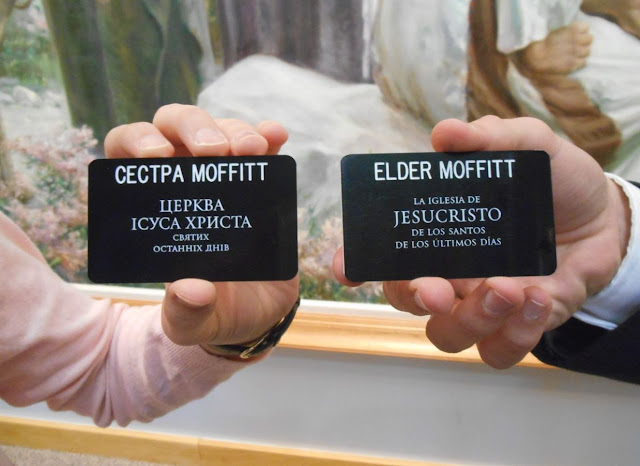 СЕСТРА MOFFITT
ЦЕРКВА
ІСУСА ХРИСТА
СВЯТИХ
ОСТАННІХ ДНІВ
ELDER MOFFITT
LA IGLESIA DE
JESUCRISTO
DE LOS SANTOS
DE LOS ÚLTIMOS DÍAS